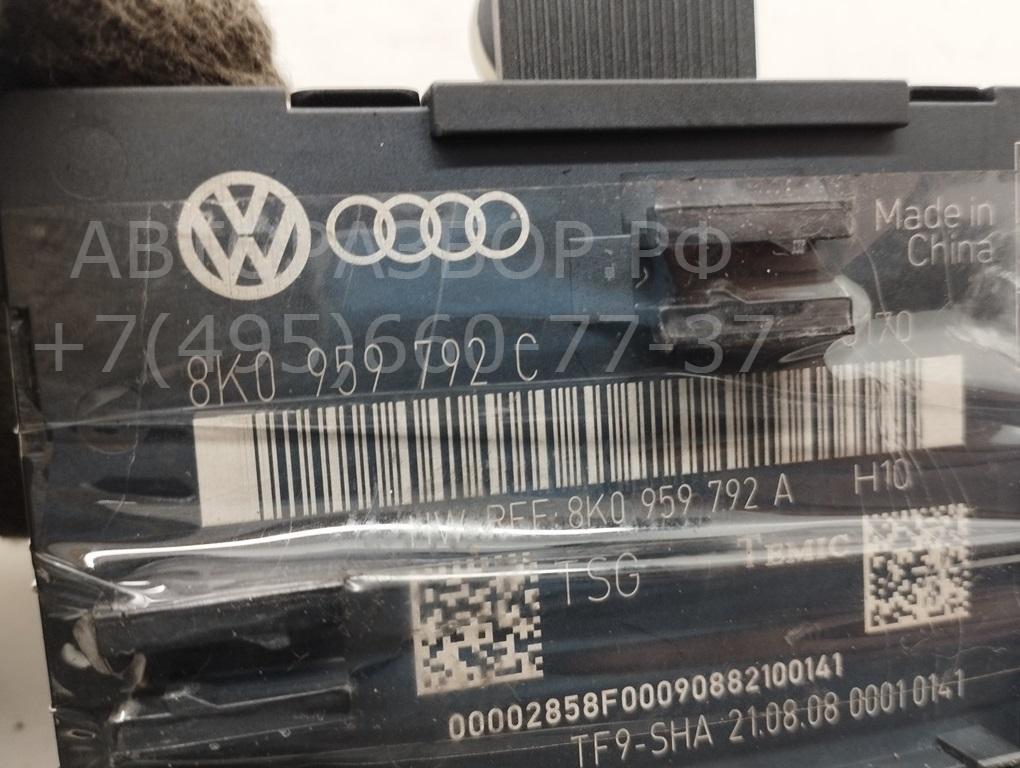 Made in
China
АВТОРАЗБОР.РФ
+7(495)660-77-37
8K0 959 792 C
HW REF: 8K0 959 792 A H10
TSG TEMIC
00002858F00090882100141
TF9-SHA 21.08.08 00010141